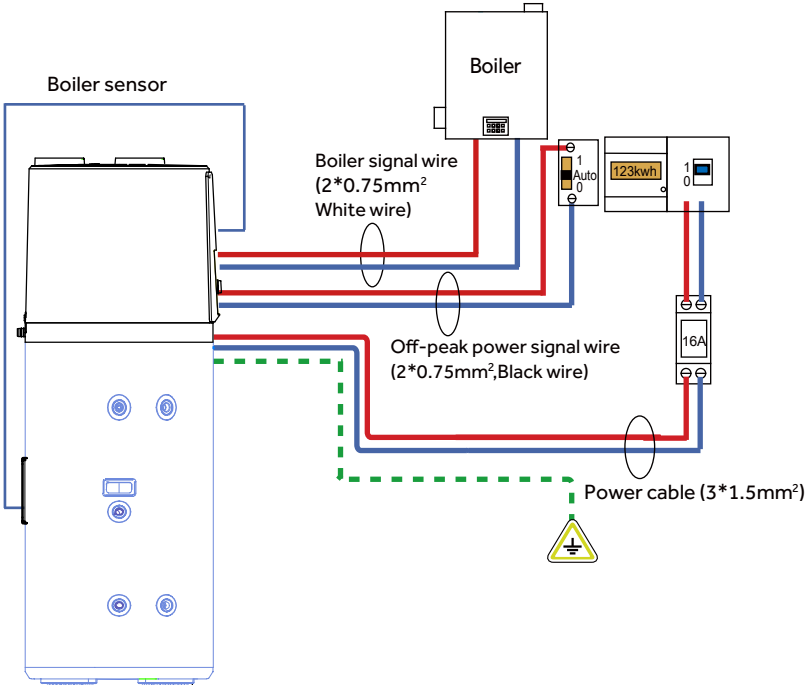 Boiler
Boiler sensor
Boiler signal wire
(2*0.75mm²
White wire)
1
Auto
0
123kwh
1
0
16A
Off-peak power signal wire
(2*0.75mm²,Black wire)
Power cable (3*1.5mm²)